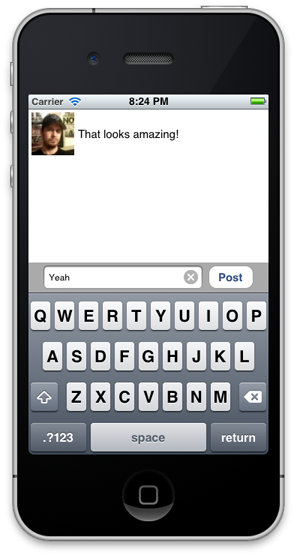 Carrier 8:24 PM
That looks amazing!
Yeah Post
Q W E R T Y U I O P
A S D F G H J K L
Z X C V B N M
.?123 space return